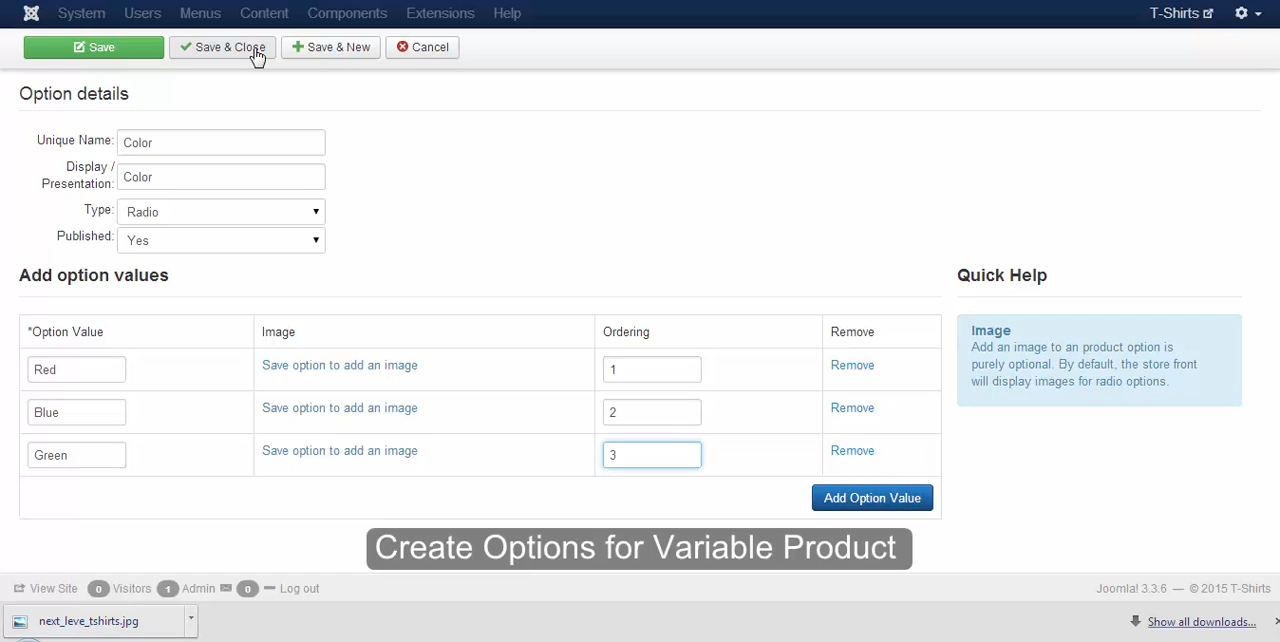 System Users Menus Content Components Extensions Help T-Shirts
Save Save & Close Save & New Cancel
Option details
Unique Name: Color
Display /
Presentation: Color
Type: Radio
Published: Yes
Add option values
Quick Help
*Option Value Image Ordering Remove
Red Save option to add an image 1 Remove
Blue Save option to add an image 2 Remove
Green Save option to add an image 3 Remove
Add Option Value
Image
Add an image to an product option is
purely optional. By default, the store front
will display images for radio options.
Create Options for Variable Product
View Site 0 Visitors 1 Admin 0 Log out Joomla! 3.3.6 — © 2015 T-Shirts
next_leve_tshirts.jpg Show all downloads...